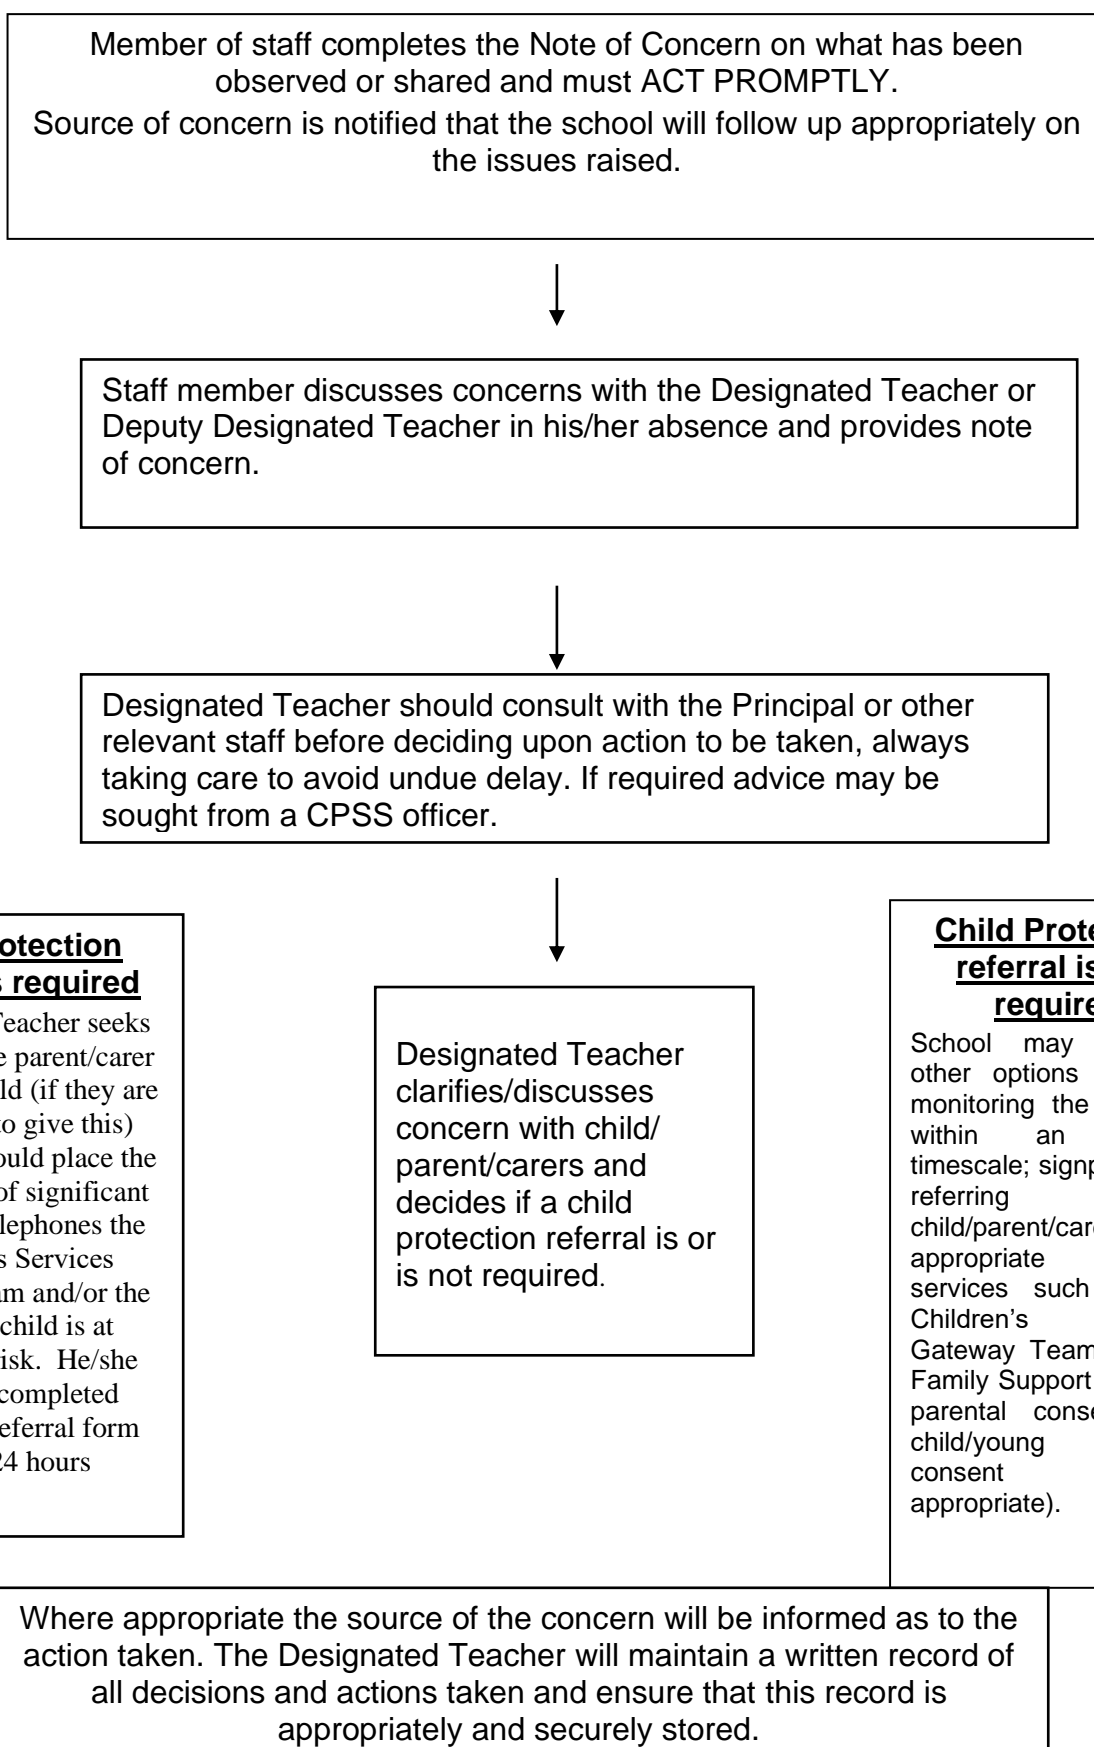 Member of staff completes the Note of Concern on what has been
observed or shared and must ACT PROMPTLY.
Source of concern is notified that the school will follow up appropriately on
the issues raised.
Staff member discusses concerns with the Designated Teacher or
Deputy Designated Teacher in his/her absence and provides note
of concern.
Designated Teacher should consult with the Principal or other
relevant staff before deciding upon action to be taken, always
taking care to avoid undue delay. If required advice may be
sought from a CPSS officer.
otection
s required
Teacher seeks
e parent/carer
ld (if they are
to give this)
ould place the
of significant
lephones the
s Services
am and/or the
child is at
isk. He/she
completed
eferral form
24 hours
Designated Teacher
clarifies/discusses
concern with child/
parent/carers and
decides if a child
protection referral is or
is not required.
Child Prote
referral is
require
School may
other options
monitoring the
within an
timescale; signp
referring
child/parent/care
appropriate
services such
Children's
Gateway Team
Family Support
parental conse
child/young
consent
appropriate).
Where appropriate the source of the concern will be informed as to the
action taken. The Designated Teacher will maintain a written record of
all decisions and actions taken and ensure that this record is
appropriately and securely stored.